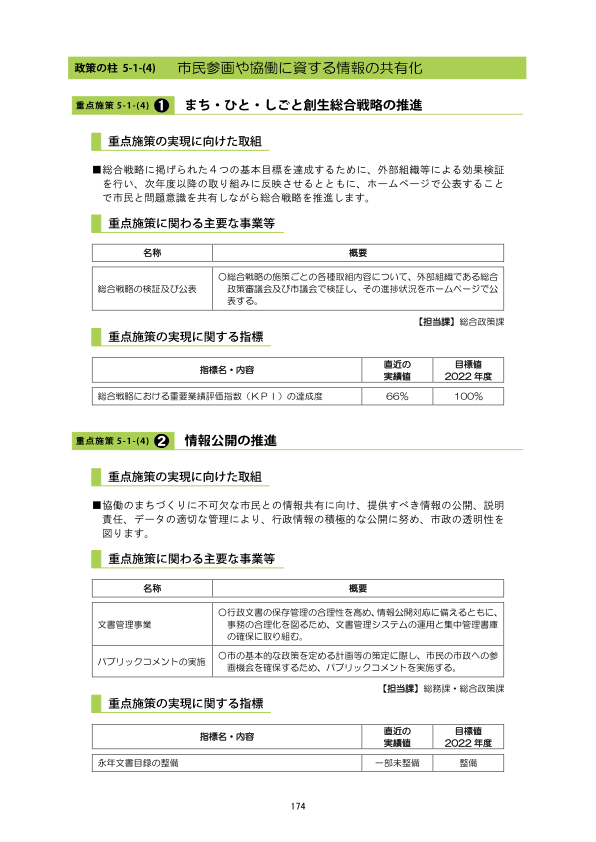 政策の柱 5-1-(4) 市民参画や協働に資する情報の共有化
重点施策 5-1-(4) ❶ まち・ひと・しごと創生総合戦略の推進
重点施策の実現に向けた取組
■総合戦略に掲げられた４つの基本目標を達成するために、外部組織等による効果検証
を行い、次年度以降の取り組みに反映させるとともに、ホームページで公表すること
で市民と問題意識を共有しながら総合戦略を推進します。
重点施策に関わる主要な事業等
名称 概要
総合戦略の検証及び公表
○総合戦略の施策ごとの各種取組内容について、外部組織である総合
政策審議会及び市議会で検証し、その進捗状況をホームページで公
表する。
【担当課】総合政策課
重点施策の実現に関する指標
指標名・内容 直近の 目標値
実績値 2022 年度
総合戦略における重要業績評価指数（ＫＰＩ）の達成度 66% 100%
重点施策 5-1-(4) ❷ 情報公開の推進
重点施策の実現に向けた取組
■協働のまちづくりに不可欠な市民との情報共有に向け、提供すべき情報の公開、説明
責任、データの適切な管理により、行政情報の積極的な公開に努め、市政の透明性を
図ります。
重点施策に関わる主要な事業等
名称 概要
文書管理事業
○行政文書の保存管理の合理性を高め、情報公開対応に備えるともに、
事務の合理化を図るため、文書管理システムの運用と集中管理書庫
の確保に取り組む。
パブリックコメントの実施
○市の基本的な政策を定める計画等の策定に際し、市民の市政への参
画機会を確保するため、パブリックコメントを実施する。
【担当課】総務課・総合政策課
重点施策の実現に関する指標
指標名・内容 直近の 目標値
実績値 2022 年度
永年文書目録の整備 一部未整備 整備
174